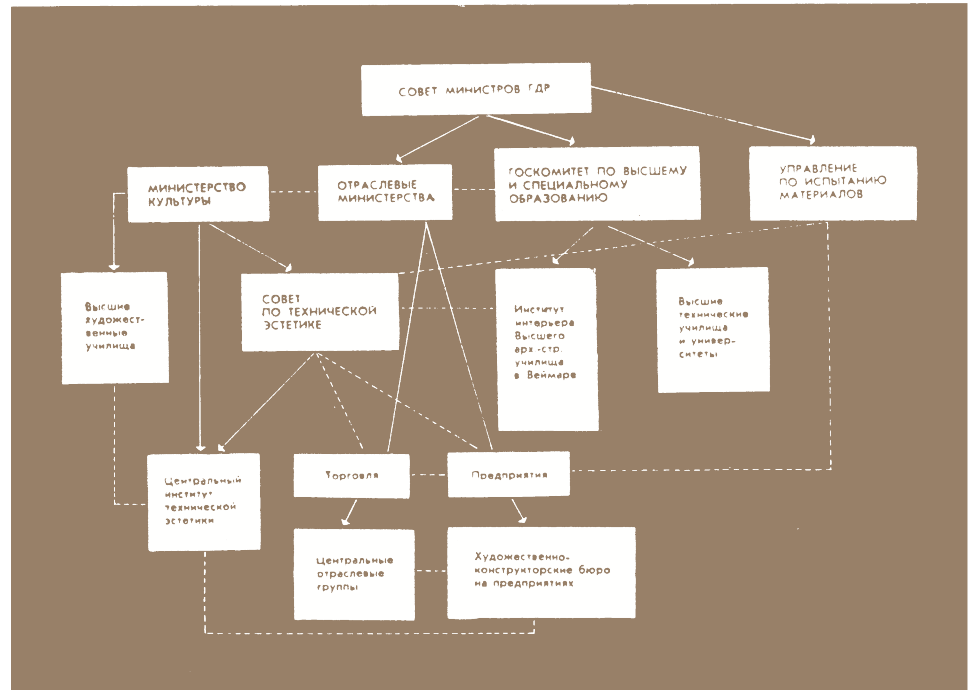 СОВЕТ МИНИСТРОВ ГДР
МИНИСТЕРСТВО
КУЛЬТУРЫ
ОТРАСЛЕВЫЕ
МИНИСТЕРСТВА
ГОСКОМИТЕТ ПО ВЫСШЕМУ
И СПЕЦИАЛЬНОМУ
ОБРАЗОВАНИЮ
УПРАВЛЕНИЕ
ПО ИСПЫТАНИЮ
МАТЕРИАЛОВ
Высшие
художест-
венные
училища
СОВЕТ
ПО ТЕХНИЧЕСКОЙ
ЭСТЕТИКЕ
Институт
интерьера
Высшего
арх.-стр.
училища
в Веймаре
Высшие
технические
училища
и универ-
ситеты
Центральный
институт
технической
эстетики
Торговля
Предприятия
Центральные
отраслевые
группы
Художественно-
конструкторские бюро
на предприятиях